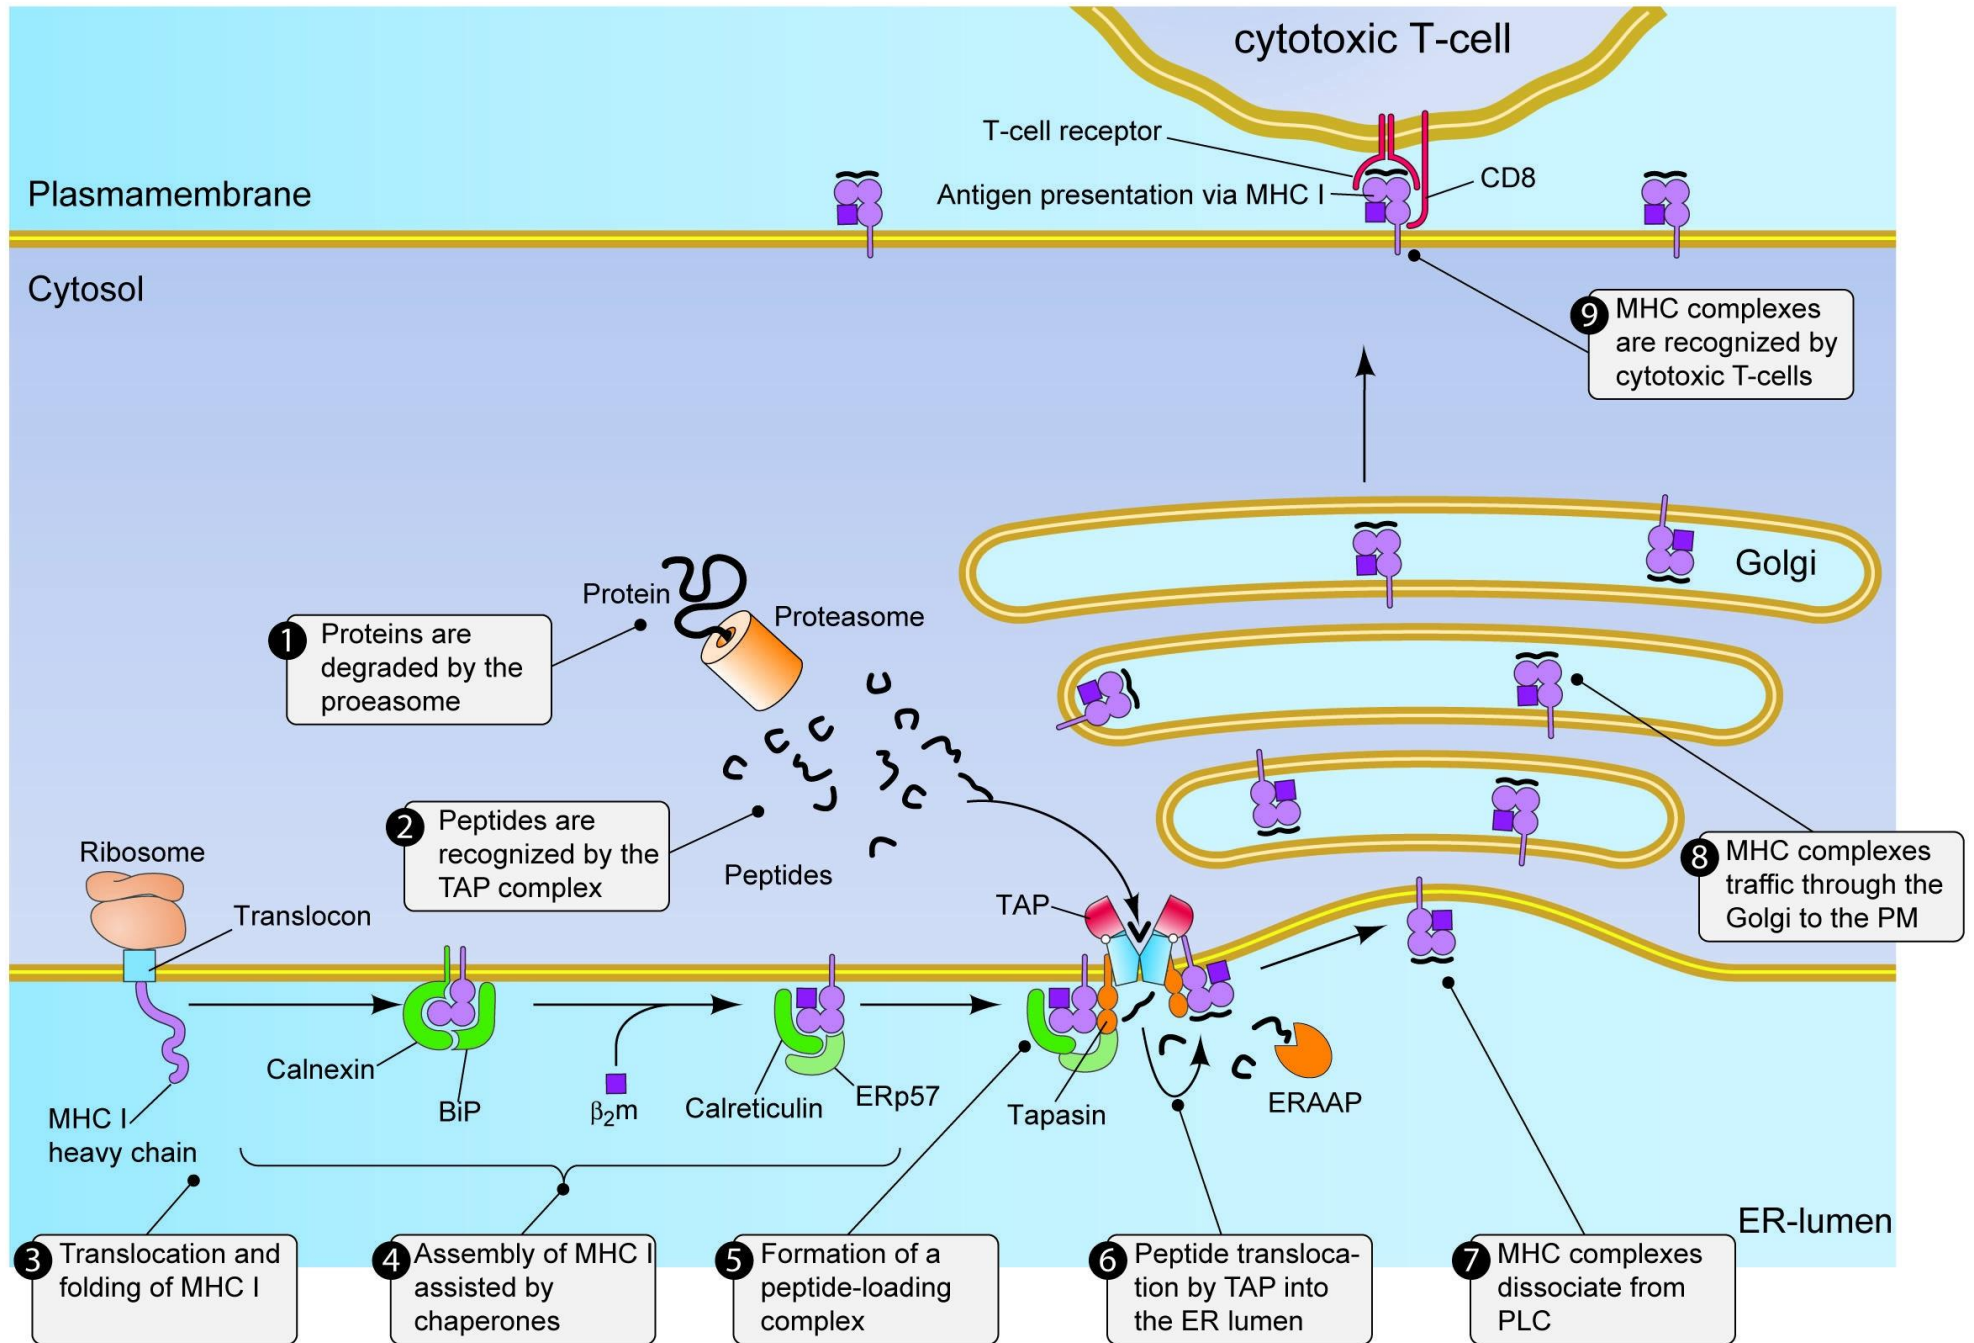 cytotoxic T-cell
T-cell receptor
CD8
Antigen presentation via MHC I
Plasmamembrane
Cytosol
9 MHC complexes
are recognized by
cytotoxic T-cells
Golgi
Protein
Proteasome
1 Proteins are
degraded by the
proeasome
2 Peptides are
recognized by the
TAP complex
Peptides
8 MHC complexes
traffic through the
Golgi to the PM
Ribosome
Translocon
TAP
Calnexin
BiP
β2m
Calreticulin
ERp57
Tapasin
ERAAP
MHC I
heavy chain
ER-lumen
3 Translocation and
folding of MHC I
4 Assembly of MHC I
assisted by
chaperones
5 Formation of a
peptide-loading
complex
6 Peptide transloca-
tion by TAP into
the ER lumen
7 MHC complexes
dissociate from
PLC